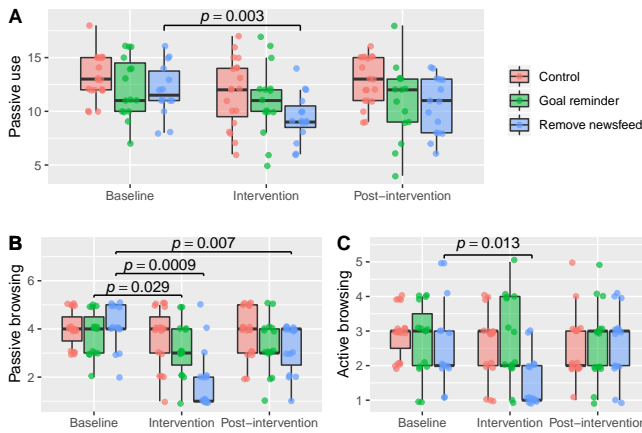 A
p = 0.003
Passive use
15
10
5
Baseline
Intervention
Post−intervention
Control
Goal reminder
Remove newsfeed
B
p = 0.007
p = 0.0009
p = 0.029
Passive browsing
6
4
2
Baseline
Intervention
Post−intervention
C
p = 0.013
Active browsing
5
4
3
2
1
Baseline
Intervention
Post−intervention